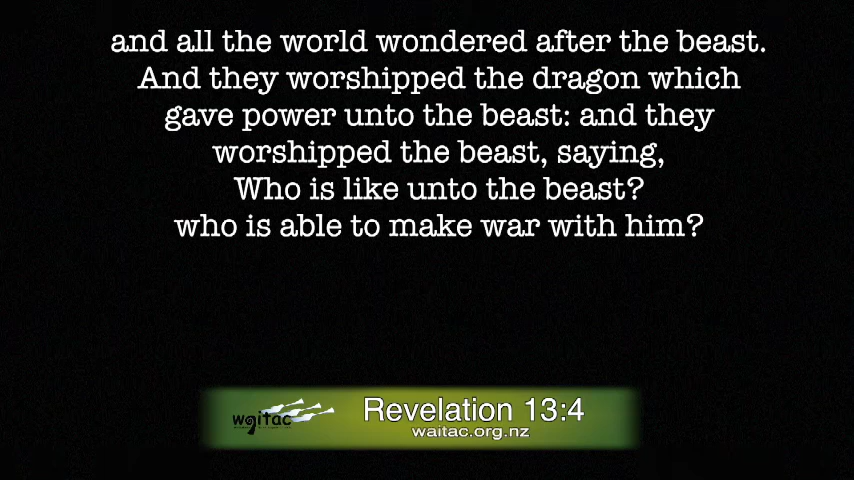 and all the world wondered after the beast.
And they worshipped the dragon which
gave power unto the beast: and they
worshipped the beast, saying,
Who is like unto the beast?
who is able to make war with him?
waitac
Revelation 13:4
waitac.org.nz